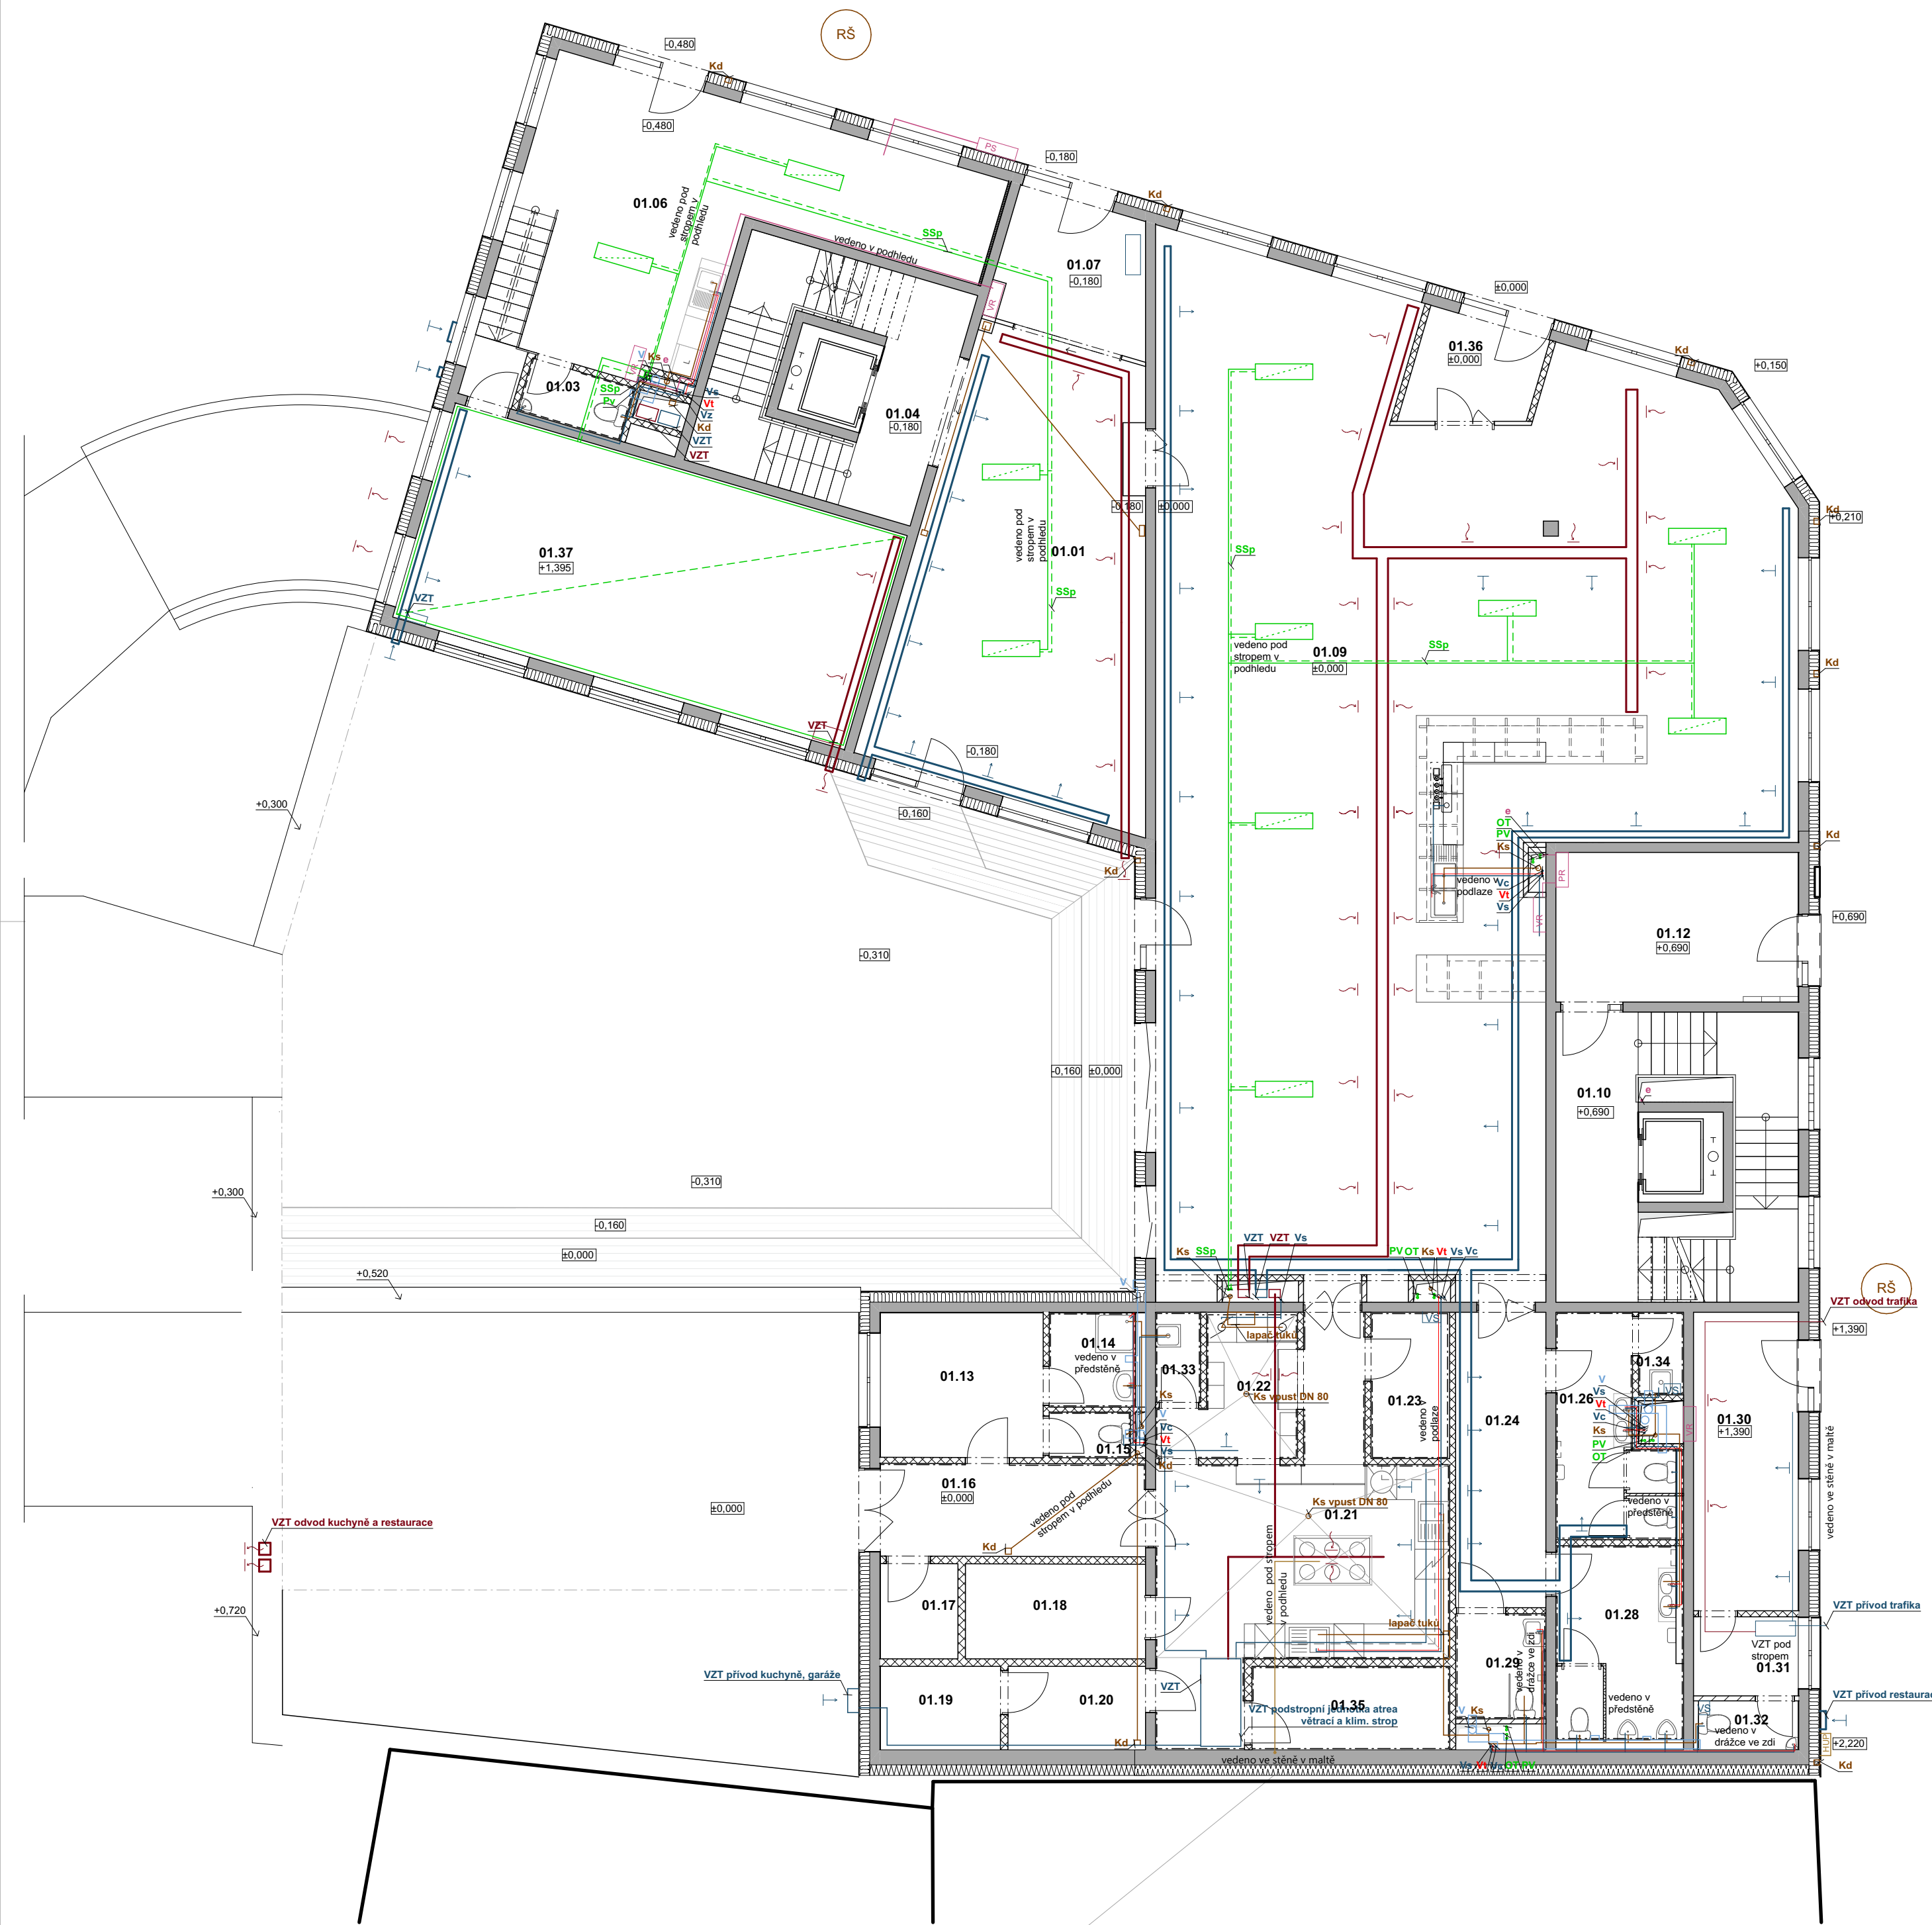 RŠ
-0,480
Kd
-0,480
PS
-0,180
Kd
01.06
vedeno pod
stropem v
podhledu
SSp
vedeno v podhledu
01.07
-0,180
VR
±0,000
01.36
±0,000
Kd
+0,150
V
Ks
e
VR
01.03
SSp
Pv
Vs
Vt
Vz
Kd
VZT
VZT
01.04
-0,180
-0,180
±0,000
Kd
+0,210
01.37
+1,395
vedeno pod
stropem v
podhledu
01.01
SSp
SSp
VZT
SSp
vedeno pod
stropem v
podhledu
01.09
±0,000
SSp
Kd
VZT
-0,180
+0,300
-0,160
Kd
e
OT
PV
Ks
Kd
vedeno v
podlaze
Vc
Vt
Vs
PR
VR
+0,690
01.12
+0,690
-0,310
-0,160
±0,000
01.10
+0,690
e
-0,310
+0,300
-0,160
±0,000
+0,520
Ks
SSp
VZT
VZT
Vs
PV
OT
Ks
Vt
Vs
Vc
V
RŠ
VZT odvod trafika
+1,390
VS
lapač tuků
01.14
vedeno v
předstěně
01.13
01.33
01.22
Ks vpust DN 80
01.23
vedeno v
podlaze
01.24
01.34
V
01.26
VS
Vs
Vt
Vc
Ks
PV
OT
VR
01.30
+1,390
Ks
V
Vc
Vt
Vs
Kd
01.15
01.16
±0,000
vedeno pod
stropem v podhledu
Kd
Ks vpust DN 80
01.21
vedeno v
předstěně
vedeno ve stěně v maltě
±0,000
VZT odvod kuchyně a restaurace
vedeno pod stropem
v podhledu
01.17
01.18
+0,720
lapač tuků
01.28
VZT přívod trafika
01.29
vedeno v
drážce ve zdi
VZT pod
stropem
01.31
VZT přívod kuchyně, garáže
01.19
01.20
VZT
01.35
VZT podstropní jednotka atrea
větrací a klim. strop
V
Ks
vedeno v
předstěně
VS
01.32
vedeno v
drážce ve zdi
VZT přívod restaurac
HUP
+2,220
Kd
Kd
vedeno ve stěně v maltě
Vs
Vt
Vc
OT
PV